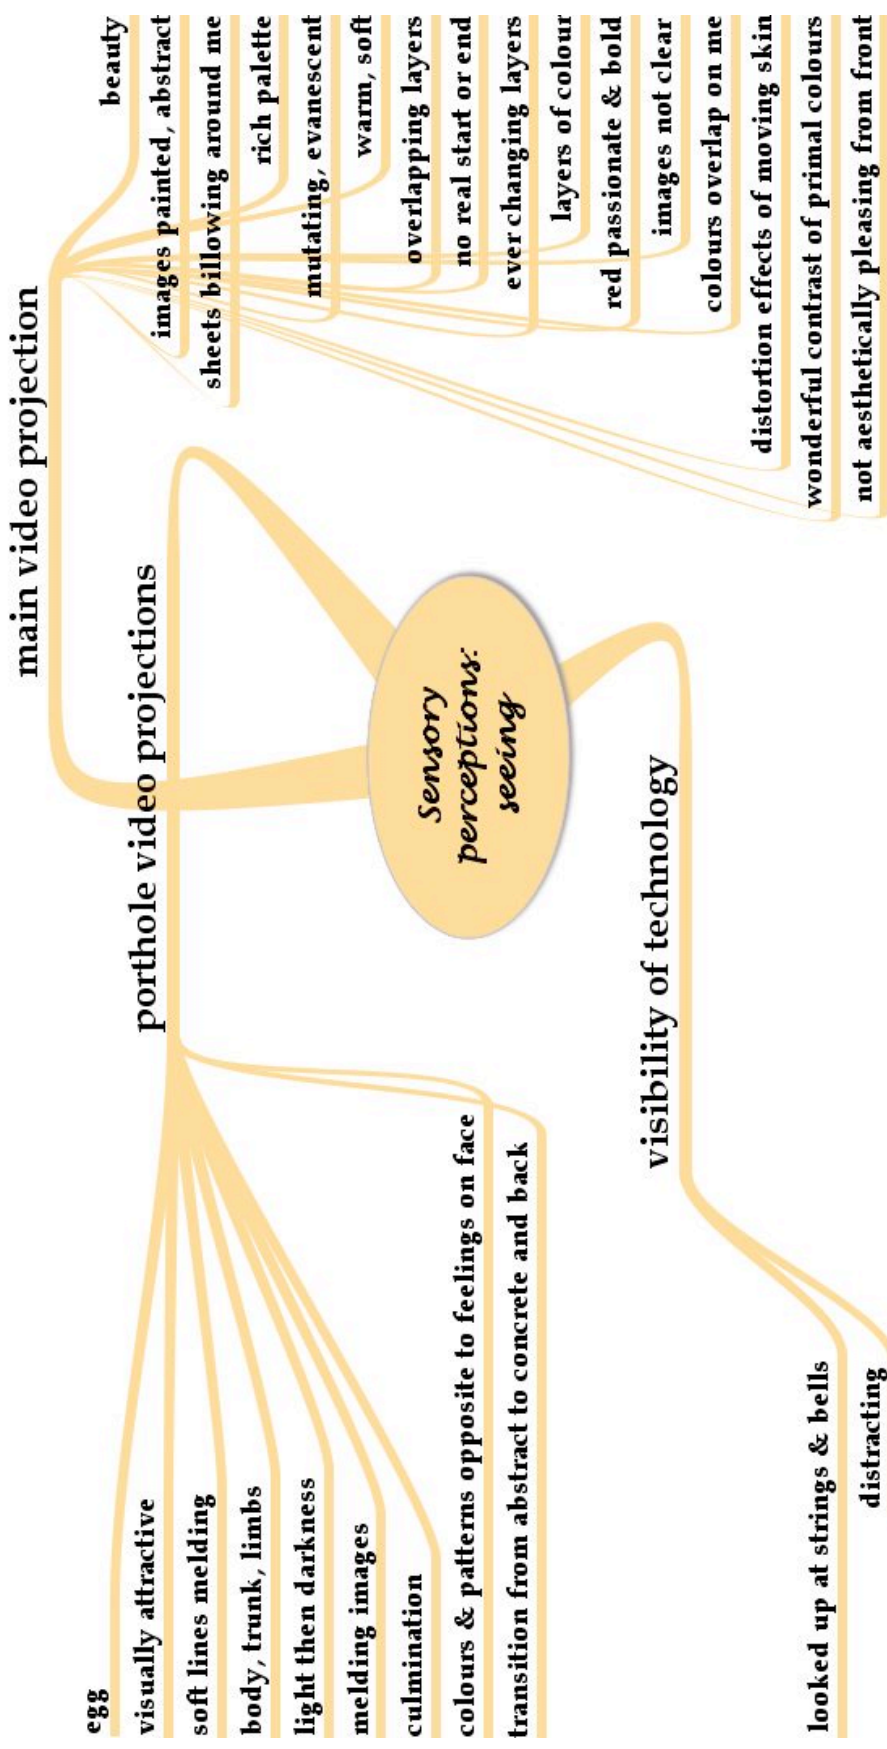 main video projection
beauty
images painted, abstract
sheets billowing around me
rich palette
mutating, evanescent
warm, soft
overlapping layers
no real start or end
ever changing layers
layers of colour
red passionate & bold
images not clear
colours overlap on me
distortion effects of moving skin
wonderful contrast of primal colours
not aesthetically pleasing from front
porthole video projections
egg
visually attractive
soft lines melding
body, trunk, limbs
light then darkness
melding images
culmination
colours & patterns opposite to feelings on face
transition from abstract to concrete and back
Sensory
perceptions:
seeing
visibility of technology
looked up at strings & bells
distracting